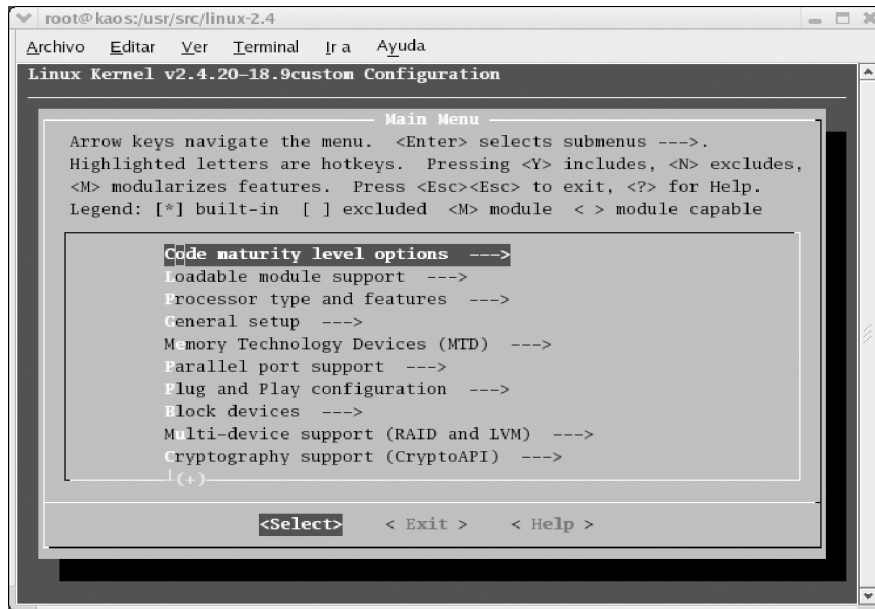 root@kaos:/usr/src/linux-2.4
Archivo Editar Ver Terminal Ir a Ayuda
Linux Kernel v2.4.20-18.9custom Configuration
Main Menu
Arrow keys navigate the menu. <Enter> selects submenus --->.
Highlighted letters are hotkeys. Pressing <Y> includes, <N> excludes,
<M> modularizes features. Press <Esc><Esc> to exit, <?> for Help.
Legend: [*] built-in [ ] excluded <M> module < > module capable
Code maturity level options --->
Loadable module support --->
Processor type and features --->
General setup --->
Memory Technology Devices (MTD) --->
Parallel port support --->
Plug and Play configuration --->
Block devices --->
Multi-device support (RAID and LVM) --->
Cryptography support (CryptoAPI) --->
(+)
<Select> < Exit > < Help >